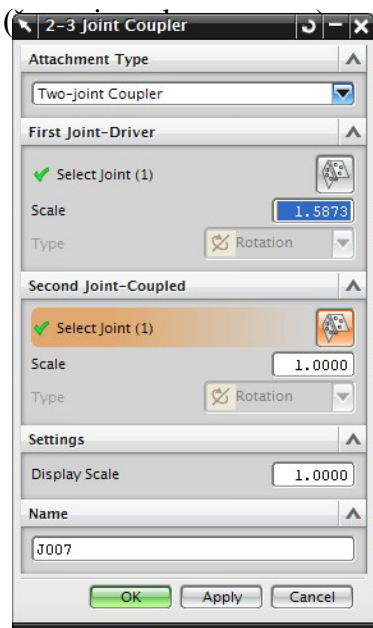 2-3 Joint Coupler
Attachment Type
Two-joint Coupler
First Joint-Driver
Select Joint (1)
Scale 1.5873
Type Rotation
Second Joint-Coupled
Select Joint (1)
Scale 1.0000
Type Rotation
Settings
Display Scale 1.0000
Name
J007
OK Apply Cancel